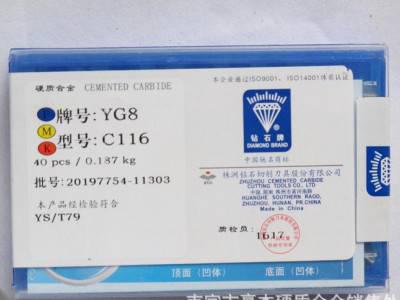 本企业通过ISO9001、ISO14001体系认证
硬质合金 CEMENTED CARBIDE
P 牌号:YG8
M
K 型号:C116
40 pcs / 0.187 kg
批号:20197754-11303
本产品经检验符合
YS/T79
钻石牌
DIAMOND BRAND
中国驰名商标
株洲钻石切削刀具股份有限公司
ZHUZHOU CEMENTED CARBIDE
CUTTING TOOLS CO., LTD
HUANGHE SOUTHERN RAOD,
ZHUZHOU, HUNAN, PR.CHINA
质检员:
1617
顶面(凹体) 底面(凹体)